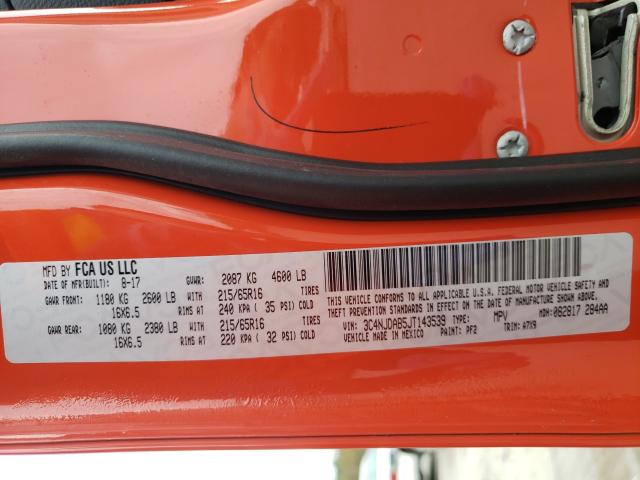 MFD BY FCA US LLC
DATE OF MFR(BUILT): 8-17 GVWR: 2087 KG 4600 LB
GAWR FRONT: 1180 KG 2600 LB WITH 215/65R16 TIRES
16X6.5 RIMS AT 240 KPA ( 35 PSI) COLD
GAWR REAR: 1080 KG 2380 LB WITH 215/65R16 TIRES
16X6.5 RIMS AT 220 KPA ( 32 PSI) COLD
THIS VEHICLE CONFORMS TO ALL APPLICABLE U.S.A. FEDERAL MOTOR VEHICLE SAFETY,
BUMPER, AND THEFT PREVENTION STANDARDS IN EFFECT ON THE DATE OF MANUFACTURE SHOWN ABOVE.
VIN: 3C4NJDAB5JT143539 TYPE: MPV MDH: 082817 284AA
PAINT: PF2 TRIM: A7X9
MADE IN MEXICO